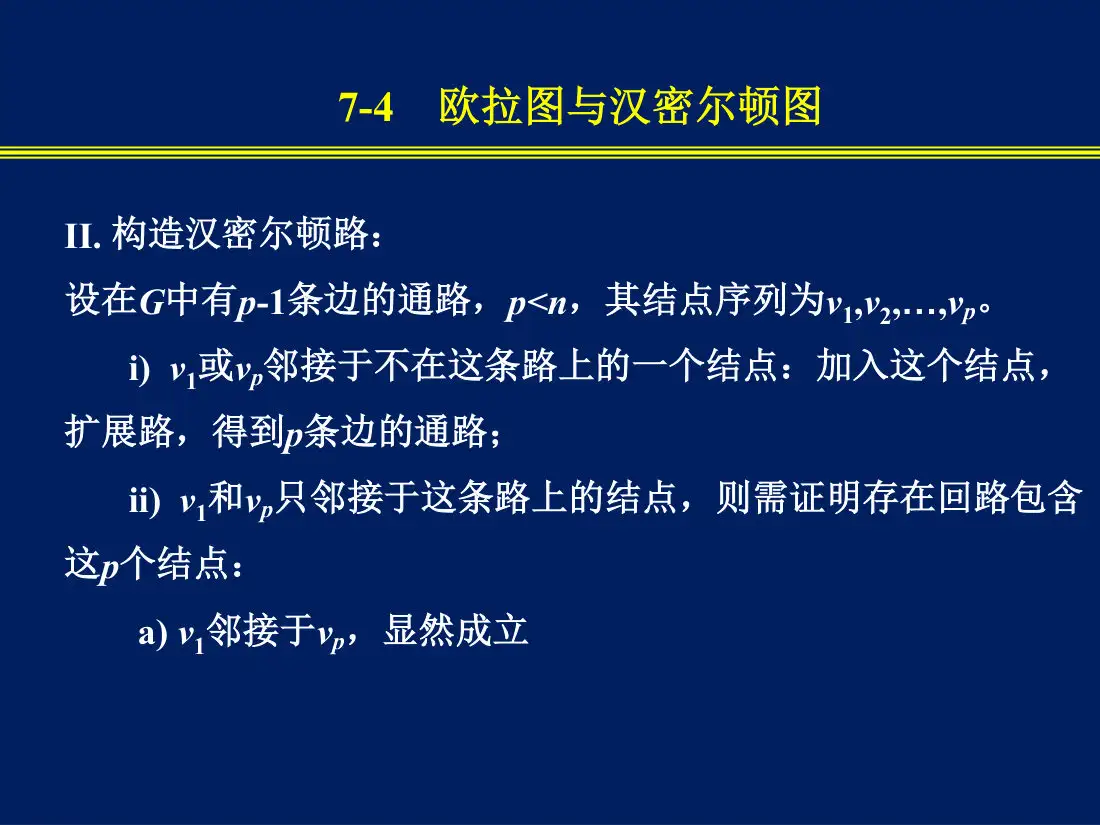 7-4 欧拉图与汉密尔顿图
II. 构造汉密尔顿路：
设在G中有p-1条边的通路，p<n，其结点序列为v1,v2,…,vp。
i) v1或vp邻接于不在这条路上的一个结点：加入这个结点，
扩展路，得到p条边的通路；
ii) v1和vp只邻接于这条路上的结点，则需证明存在回路包含
这p个结点：
a) v1邻接于vp，显然成立